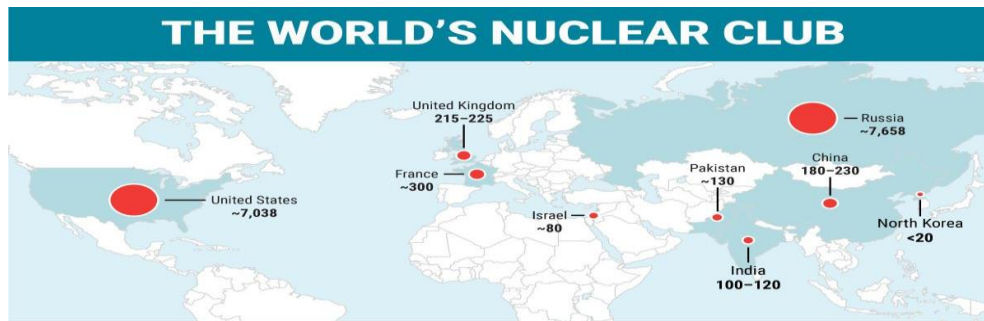 THE WORLD'S NUCLEAR CLUB
United Kingdom
215–225
Russia
~7,658
France
~300
Pakistan
~130
China
180–230
United States
~7,038
Israel
~80
North Korea
<20
India
100–120